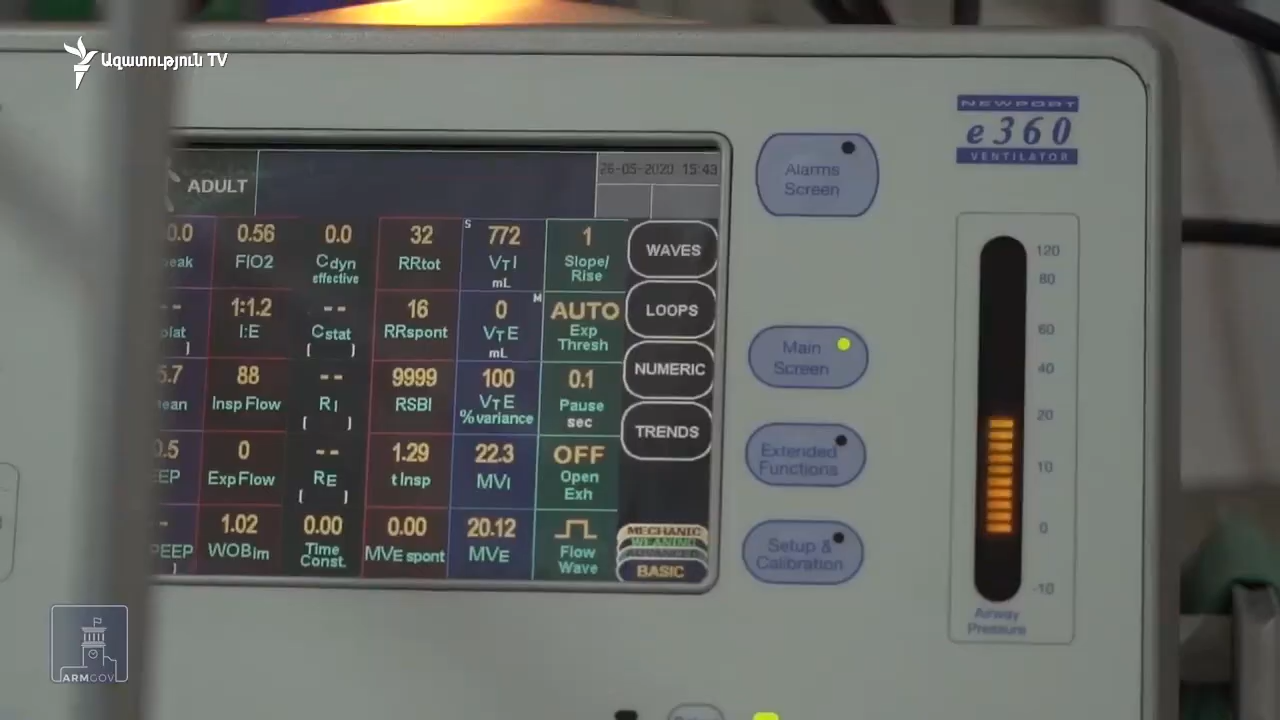 Ազատություն TV
NEWPORT
e360
VENTILATOR
26-05-2020 15:43
ADULT
Alarms
Screen
0.56
FIO2
0.0
Cdyn
effective
32
RRtot
S
772
VTI
mL
1
Slope/
Rise
WAVES
1:1.2
I:E
--
Cstat
[ ]
16
RRspont
M
0
VTE
mL
AUTO
Exp
Thresh
LOOPS
88
Insp Flow
--
RI
[ ]
9999
RSBI
100
VTE
%variance
0.1
Pause
sec
NUMERIC
0
Exp Flow
--
RE
[ ]
1.29
t Insp
22.3
MVI
OFF
Open
Exh
TRENDS
1.02
WOBim
0.00
Time
Const.
0.00
MVE spont
20.12
MVE
Flow
Wave
MECHANIC
WEANING
ADVANCED
BASIC
Main
Screen
Extended
Functions
Setup &
Calibration
120
80
60
40
20
10
0
-10
Airway
Pressure
ARMGOV